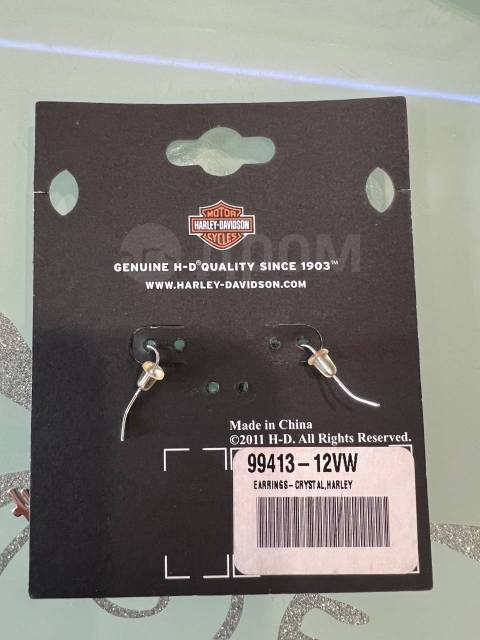 MOTOR
HARLEY-DAVIDSON
CYCLES
GENUINE H-D® QUALITY SINCE 1903™
WWW.HARLEY-DAVIDSON.COM
Made in China
©2011 H-D. All Rights Reserved.
99413-12VW
EARRINGS-CRYSTAL,HARLEY